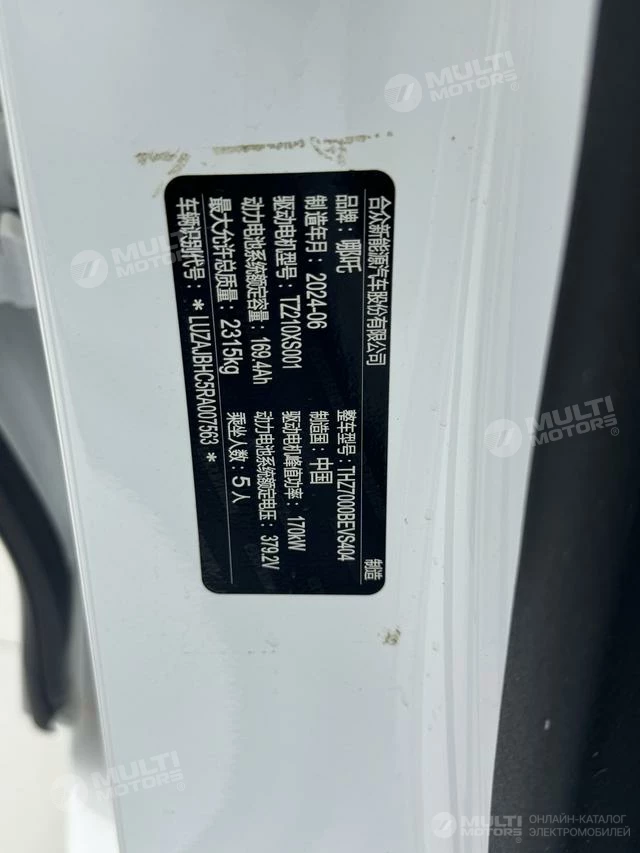 合众新能源汽车股份有限公司 制造
品牌：哪吒 整车型号：THZ7000BEVS404
制造年月：2024-06 制造国：中国
驱动电机型号：TZ210XS001 驱动电机峰值功率：170kW
动力电池系统额定容量：169.4Ah 动力电池系统额定电压：379.2V
最大允许总质量：2315kg 乘坐人数：5人
车辆识别代号：＊LUZAJBHC5RA007563＊
MULTI MOTORS
MULTI MOTORS
MULTI MOTORS
MULTI MOTORS
MULTI MOTORS
ОНЛАЙН-КАТАЛОГ
ЭЛЕКТРОМОБИЛЕЙ